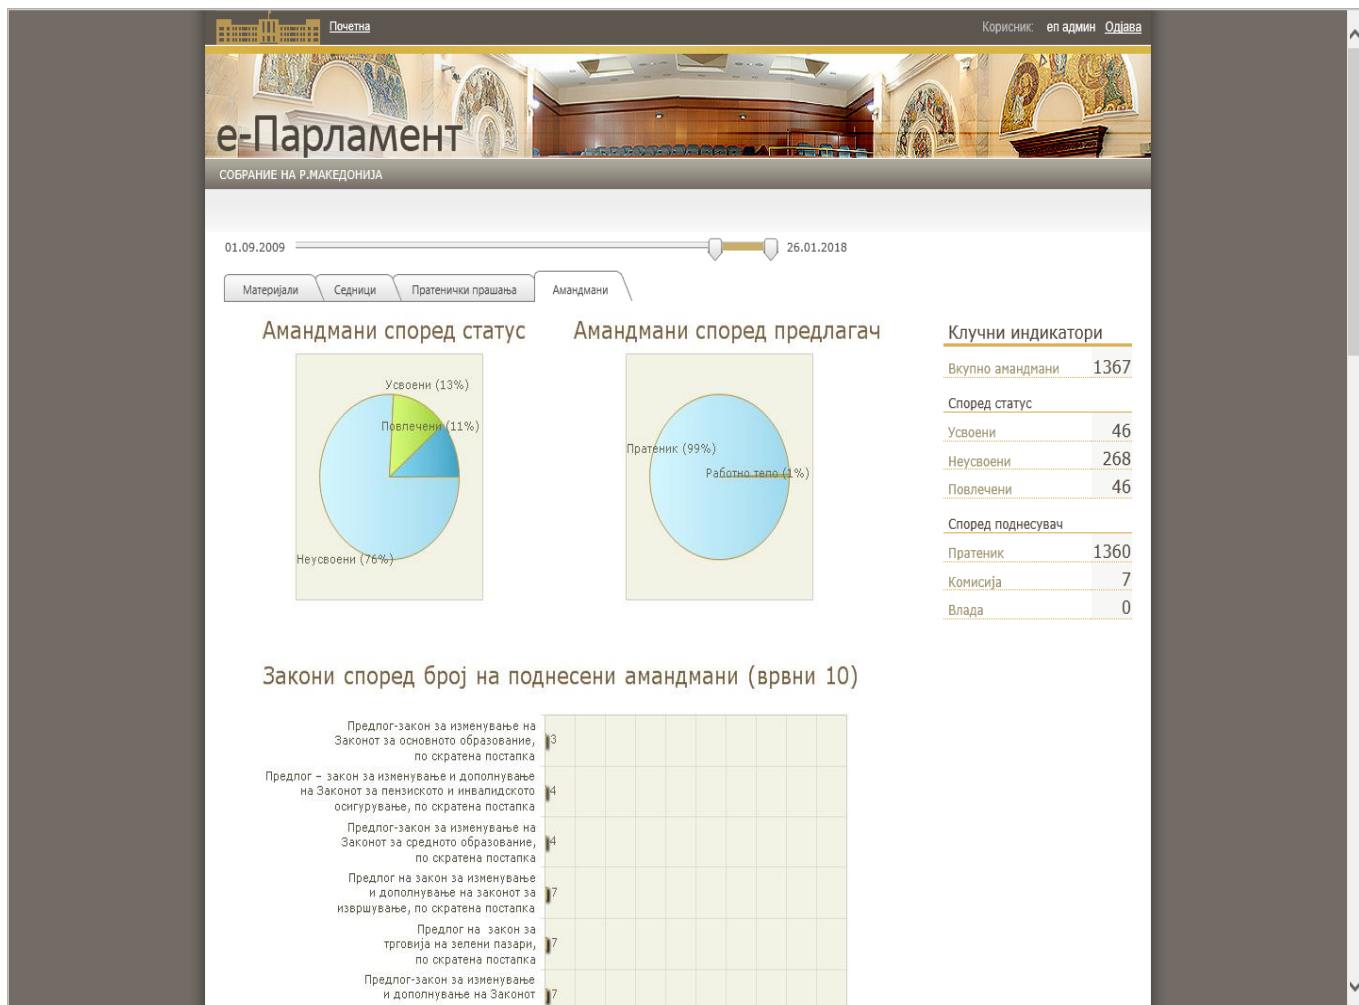 Почетна
Корисник: еп админ Одјава
е-Парламент
СОБРАНИЕ НА Р.МАКЕДОНИЈА
01.09.2009
26.01.2018
Материјали
Седници
Пратенички прашања
Амандмани
Амандмани според статус
Усвоени (13%)
Повлечени (11%)
Неусвоени (76%)
Амандмани според предлагач
Пратеник (99%)
Работно тело (1%)
Клучни индикатори
Вкупно амандмани 1367
Според статус
Усвоени 46
Неусвоени 268
Повлечени 46
Според поднесувач
Пратеник 1360
Комисија 7
Влада 0
Закони според број на поднесени амандмани (врвни 10)
Предлог-закон за изменување на
Законот за основното образование,
по скратена постапка
3
Предлог – закон за изменување и дополнување
на Законот за пензиското и инвалидското
осигурување, по скратена постапка
4
Предлог-закон за изменување на
Законот за средното образование,
по скратена постапка
4
Предлог на закон за изменување
и дополнување на законот за
извршување, по скратена постапка
7
Предлог на закон за
трговија на зелени пазари,
по скратена постапка
7
Предлог-закон за изменување
и дополнување на Законот
7